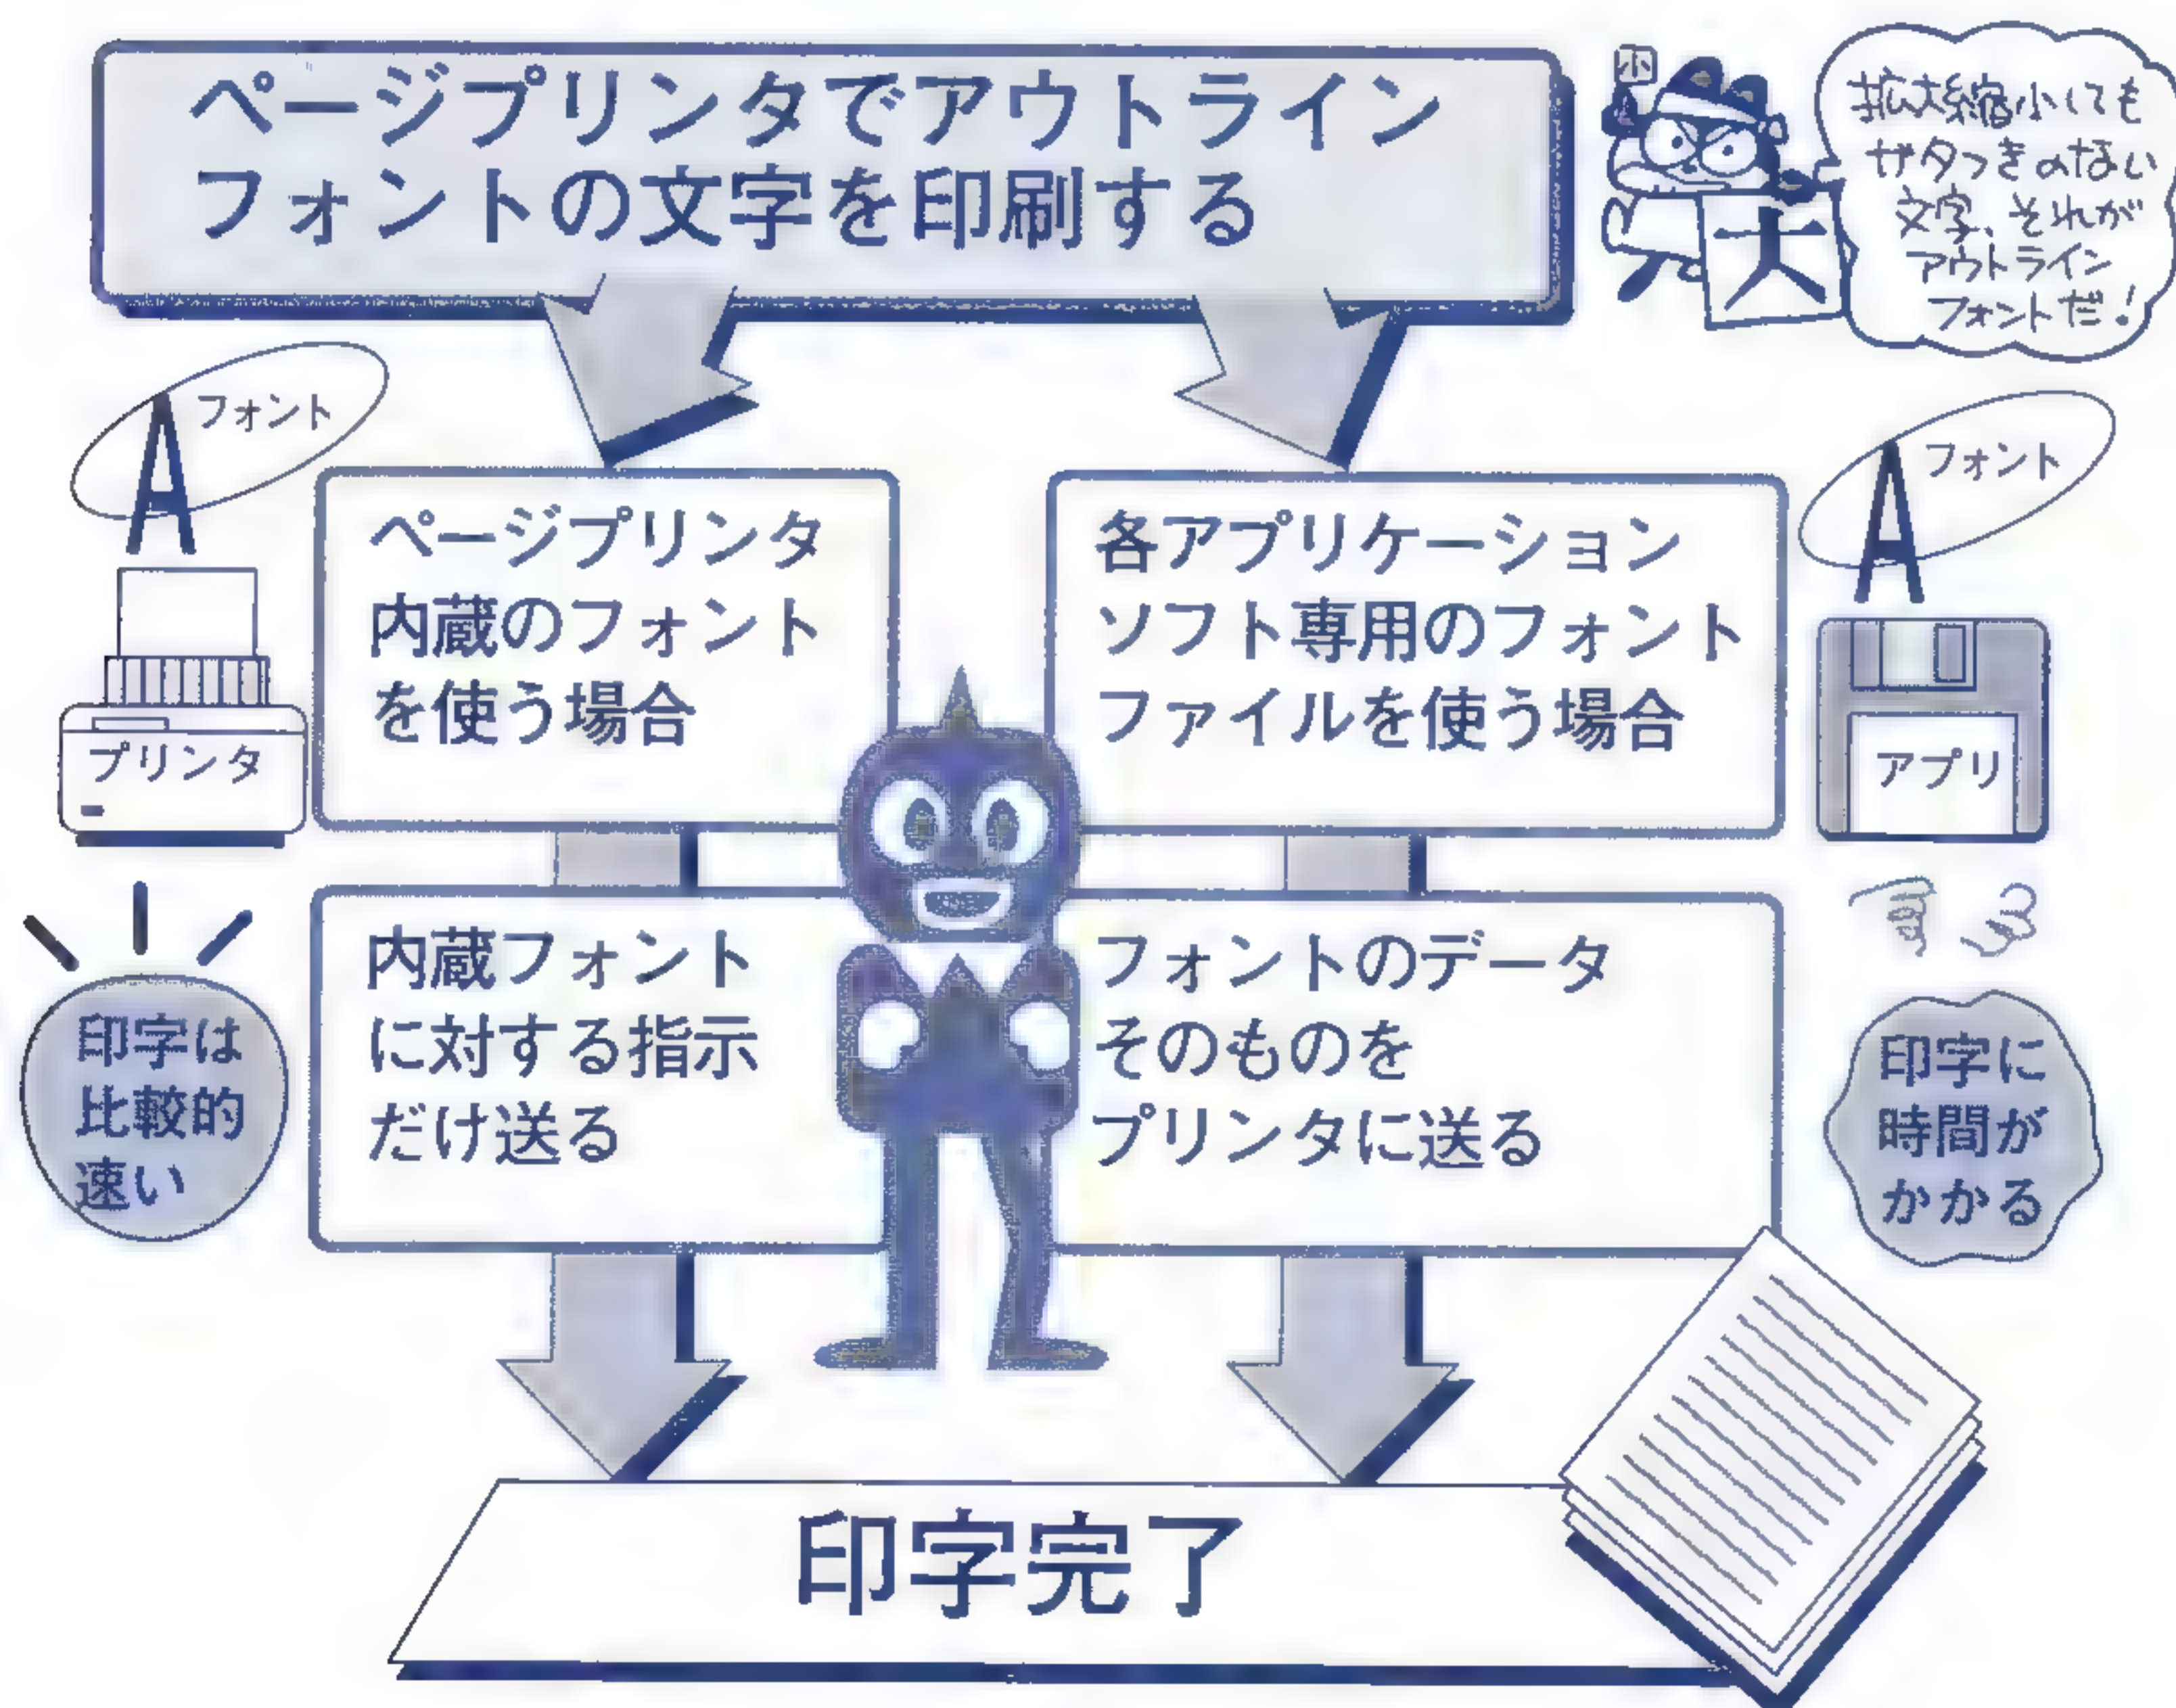 ページプリンタでアウトライン
フォントの文字を印刷する
小
大
拡大縮小しても
ガタつきのない
文字、それが
アウトライン
フォントだ!
A フォント
プリンタ
ページプリンタ
内蔵のフォント
を使う場合
各アプリケーション
ソフト専用のフォント
ファイルを使う場合
A フォント
アプリ
印字は
比較的
速い
内蔵フォント
に対する指示
だけ送る
フォントのデータ
そのものを
プリンタに送る
印字に
時間が
かかる
印字完了